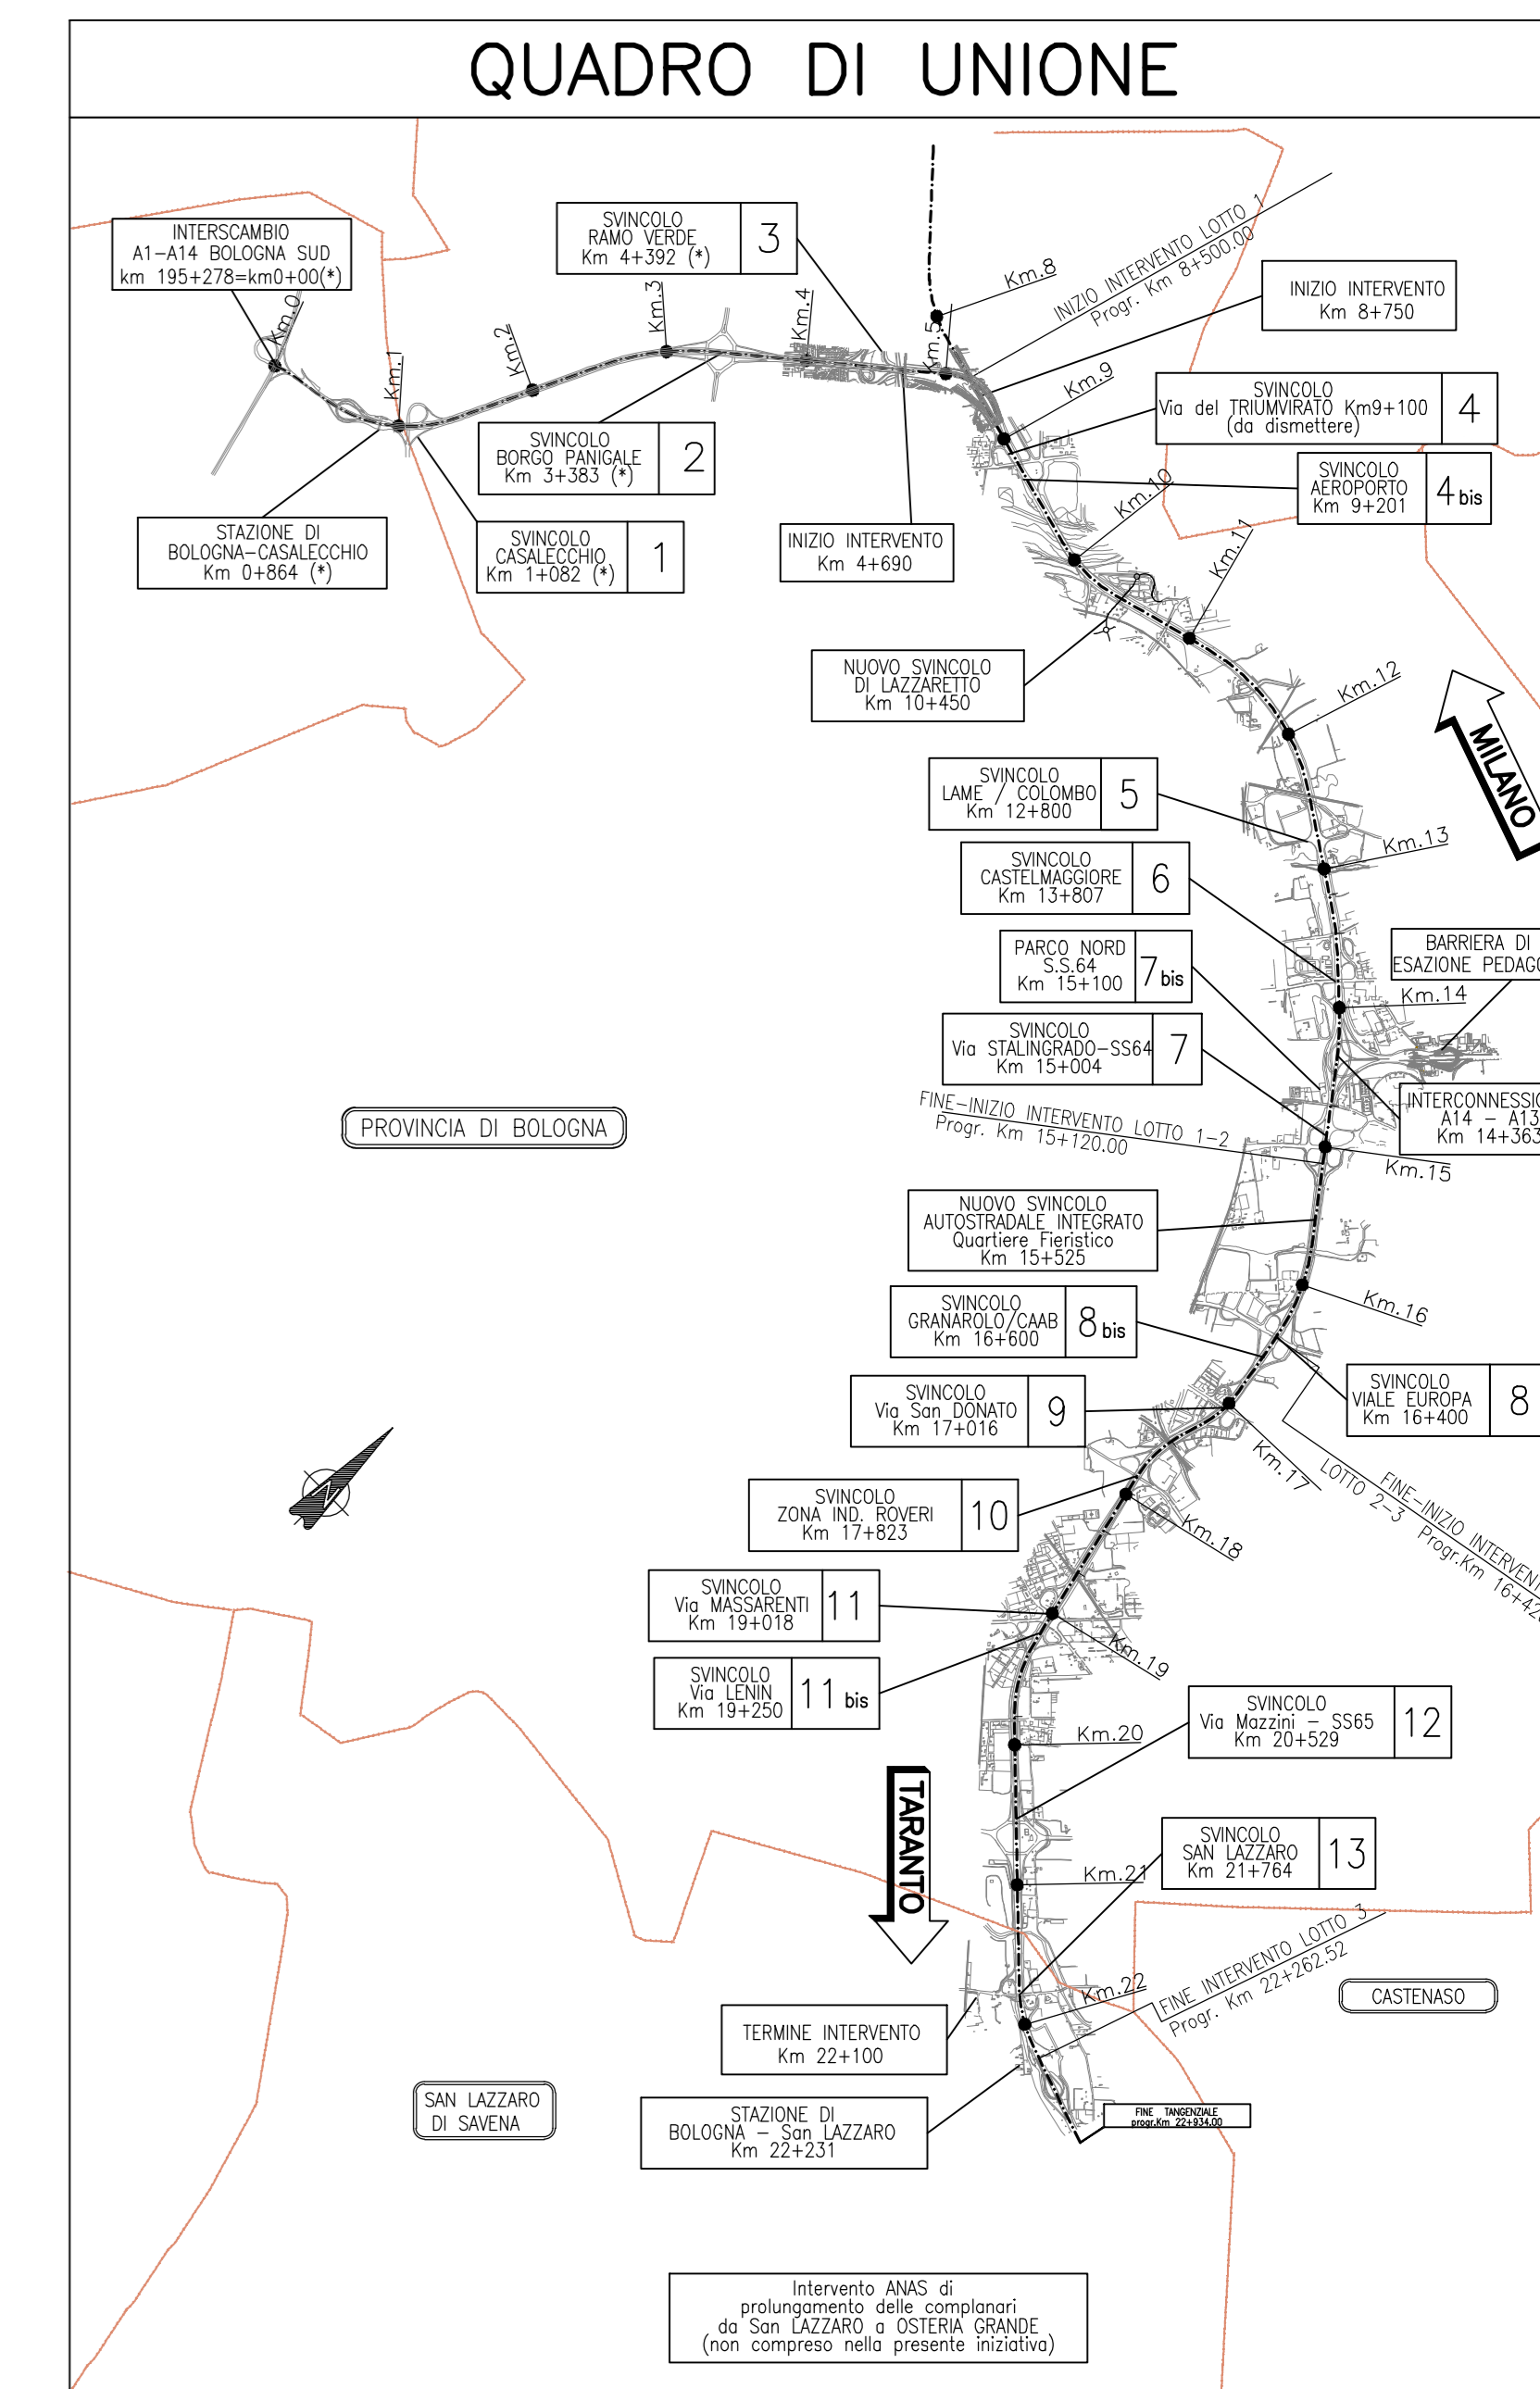 QUADRO DI UNIONE
INTERSCAMBIO
A1-A14 BOLOGNA SUD
km 195+278=km0+00(*)
SVINCOLO
RAMO VERDE
Km 4+392 (*)
3
Km.0
Km.1
Km.2
Km.3
Km.4
Km.5
Km.8
INIZIO INTERVENTO LOTTO 1
Progr. Km 8+500.00
INIZIO INTERVENTO
Km 8+750
Km.9
SVINCOLO
Via del TRIUMVIRATO Km9+100
(da dismettere)
4
SVINCOLO
BORGO PANIGALE
Km 3+383 (*)
2
SVINCOLO
AEROPORTO
Km 9+201
4 bis
STAZIONE DI
BOLOGNA-CASALECCHIO
Km 0+864 (*)
SVINCOLO
CASALECCHIO
Km 1+082 (*)
1
INIZIO INTERVENTO
Km 4+690
Km.10
Km.11
NUOVO SVINCOLO
DI LAZZARETTO
Km 10+450
Km.12
MILANO
SVINCOLO
LAME / COLOMBO
Km 12+800
5
Km.13
SVINCOLO
CASTELMAGGIORE
Km 13+807
6
PARCO NORD
S.S.64
Km 15+100
7 bis
BARRIERA DI
ESAZIONE
Km.14
SVINCOLO
Via STALINGRADO-SS64
Km 15+004
7
INTERCONNESSIO
A14 - A13
Km 14+363
FINE-INIZIO INTERVENTO LOTTO 1-2
Progr. Km 15+120.00
PROVINCIA DI BOLOGNA
Km.15
NUOVO SVINCOLO
AUTOSTRADALE INTEGRATO
Quartiere Fieristico
Km 15+525
Km.16
SVINCOLO
GRANAROLO/CAAB
Km 16+600
8 bis
SVINCOLO
VIALE EUROPA
Km 16+400
8
SVINCOLO
Via San DONATO
Km 17+016
9
Km.17
FINE-INIZIO INTERVENT
LOTTO 2-3 Progr.Km 16+42
SVINCOLO
ZONA IND. ROVERI
Km 17+823
10
Km.18
SVINCOLO
Via MASSARENTI
Km 19+018
11
Km.19
SVINCOLO
Via LENIN
Km 19+250
11 bis
SVINCOLO
Via Mazzini - SS65
Km 20+529
12
Km.20
TARANTO
SVINCOLO
SAN LAZZARO
Km 21+764
13
Km.21
FINE INTERVENTO LOTTO 3
Progr. Km 22+262.52
Km.22
CASTENASO
TERMINE INTERVENTO
Km 22+100
SAN LAZZARO
DI SAVENA
STAZIONE DI
BOLOGNA - San LAZZARO
Km 22+231
FINE TANGENZIALE
progr.Km 22+934.00
Intervento ANAS di
prolungamento delle complanari
da San LAZZARO a OSTERIA GRANDE
(non compreso nella presente iniziativa)